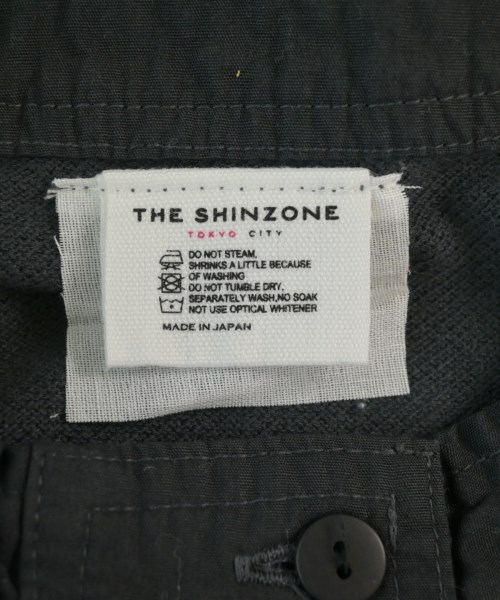 THE SHINZONE
TOKYO CITY
DO NOT STEAM,
SHRINKS A LITTLE BECAUSE
OF WASHING
DO NOT TUMBLE DRY,
SEPARATELY WASH,NO SOAK
NOT USE OPTICAL WHITENER
MADE IN JAPAN